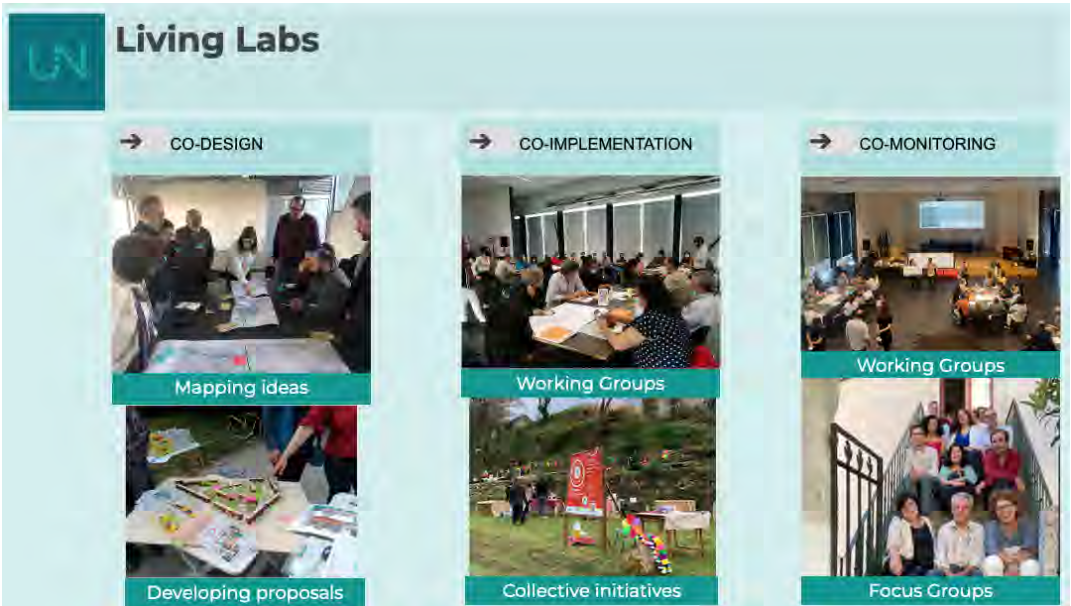 UN
Living Labs
➔ CO-DESIGN
Mapping ideas
Developing proposals
➔ CO-IMPLEMENTATION
Working Groups
Collective initiatives
➔ CO-MONITORING
Working Groups
Focus Groups